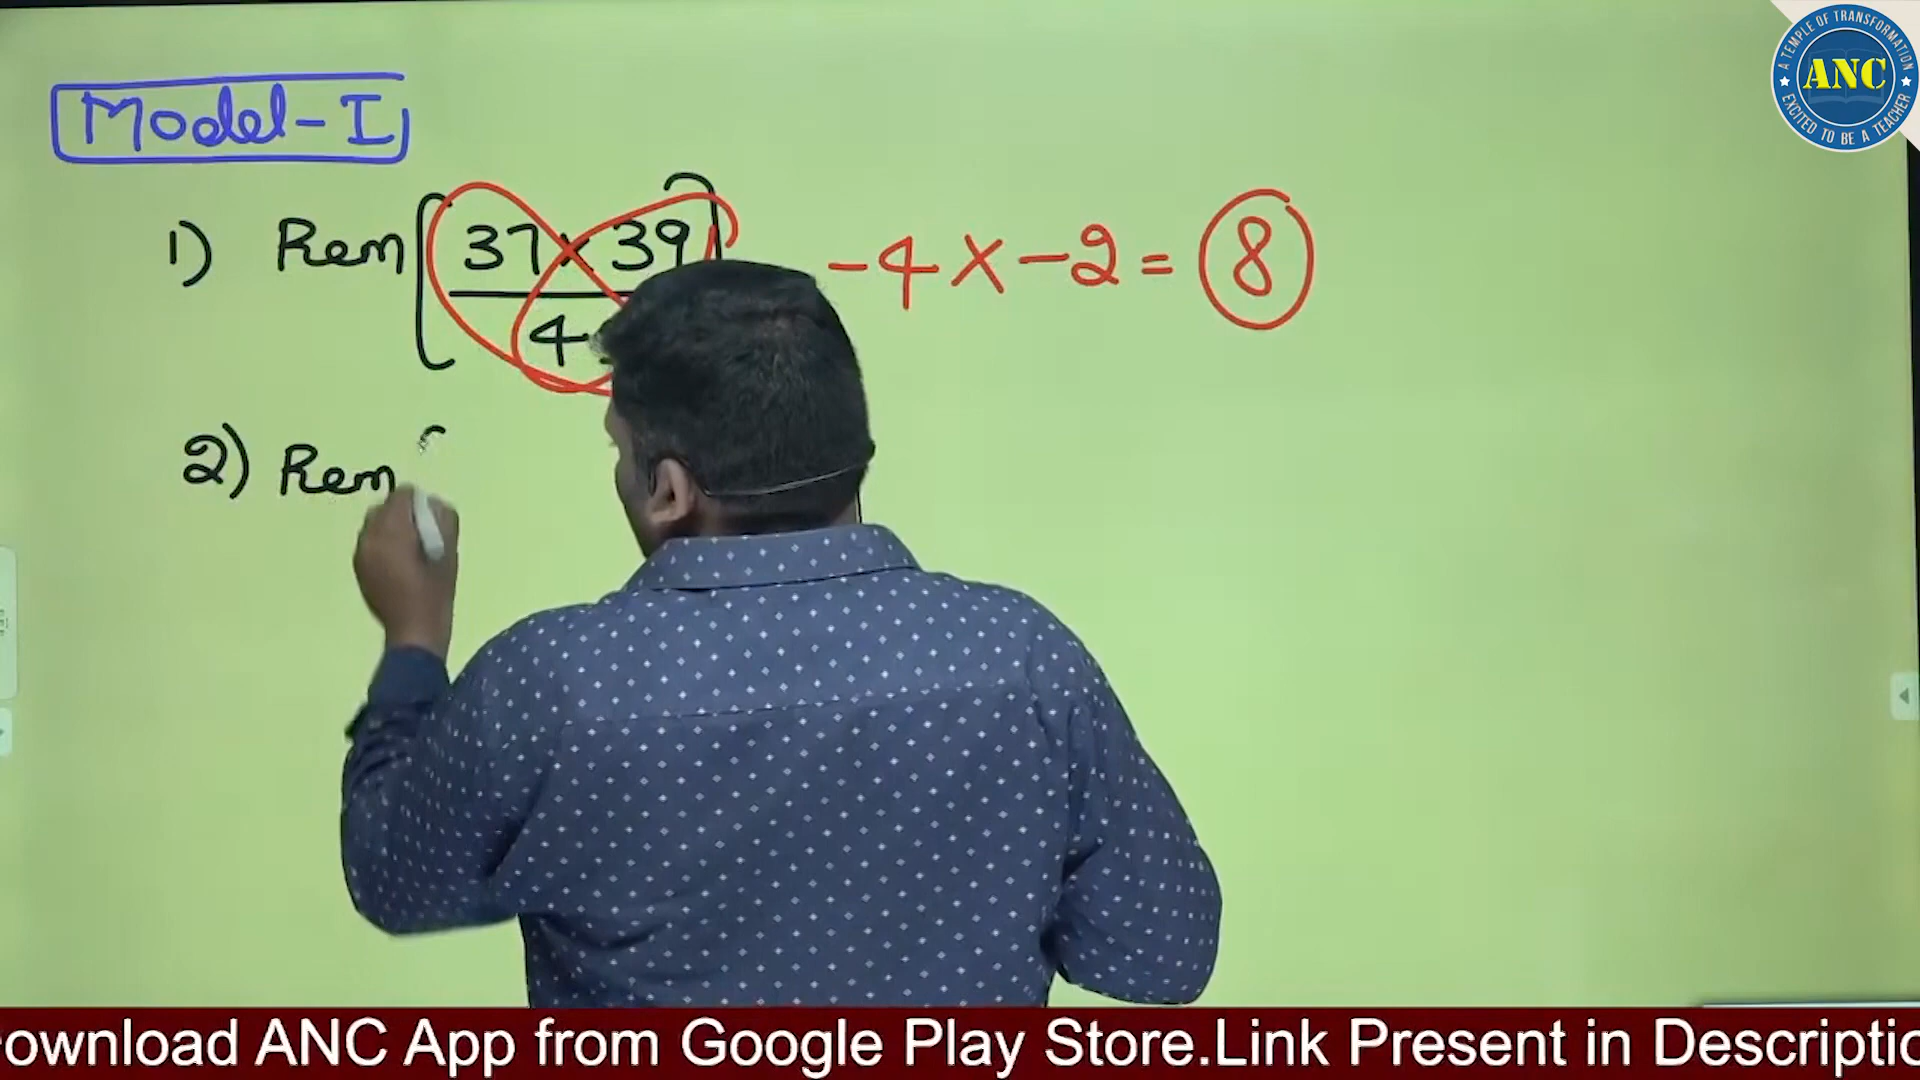 A TEMPLE OF TRANSFORMATION
ANC
EXCITED TO BE A TEACHER
Model-I
1) Rem [37 × 39
4
-4 × -2 = 8
2) Rem
ownload ANC App from Google Play Store.Link Present in Descriptio